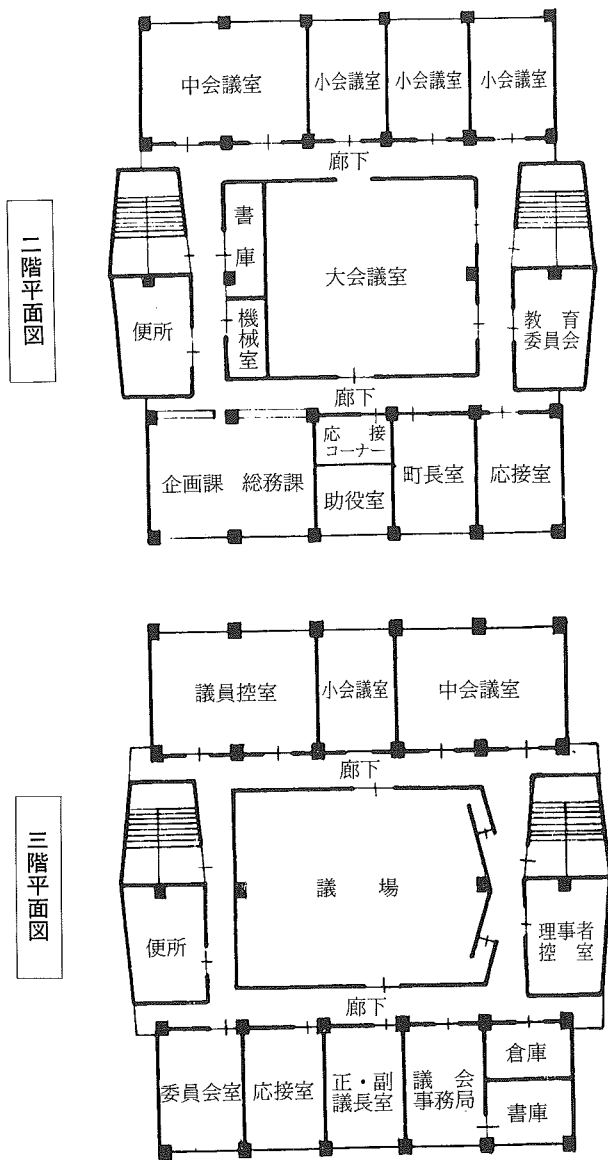 二階平面図
中会議室
小会議室
小会議室
小会議室
廊下
書庫
機械室
大会議室
便所
教育
委員会
廊下
企画課
総務課
応接
コーナー
助役室
町長室
応接室
三階平面図
議員控室
小会議室
中会議室
廊下
議場
便所
理事者
控室
廊下
委員会室
応接室
正・副
議長室
議会
事務局
倉庫
書庫